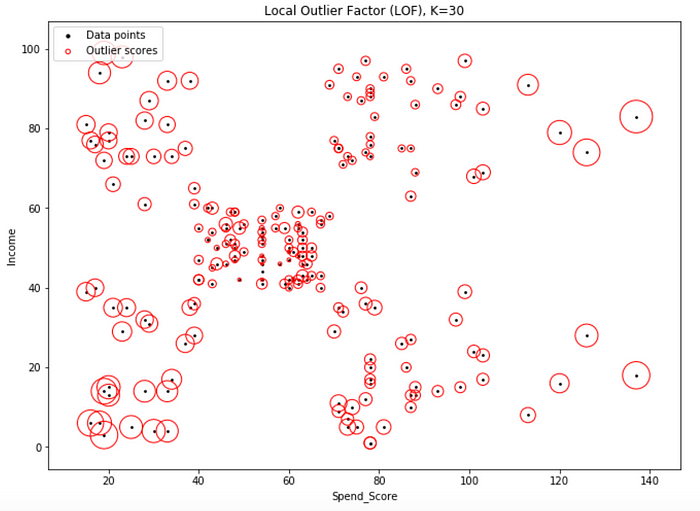 Local Outlier Factor (LOF), K=30
Data points
Outlier scores
100
80
60
40
20
0
Income
20
40
60
80
100
120
140
Spend_Score